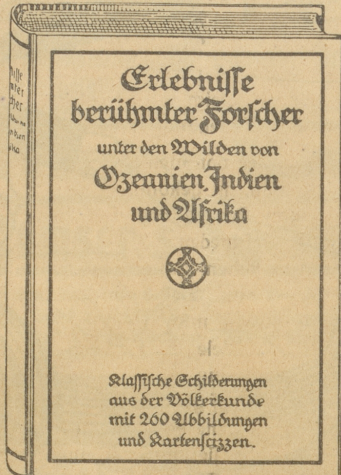 Erlebnisse
berühmter Forscher
unter den Wilden von
Ozeanien, Indien
und Afrika
Klassische Schilderungen
aus der Völkerkunde
mit 260 Abbildungen
und Kartenscizzen.